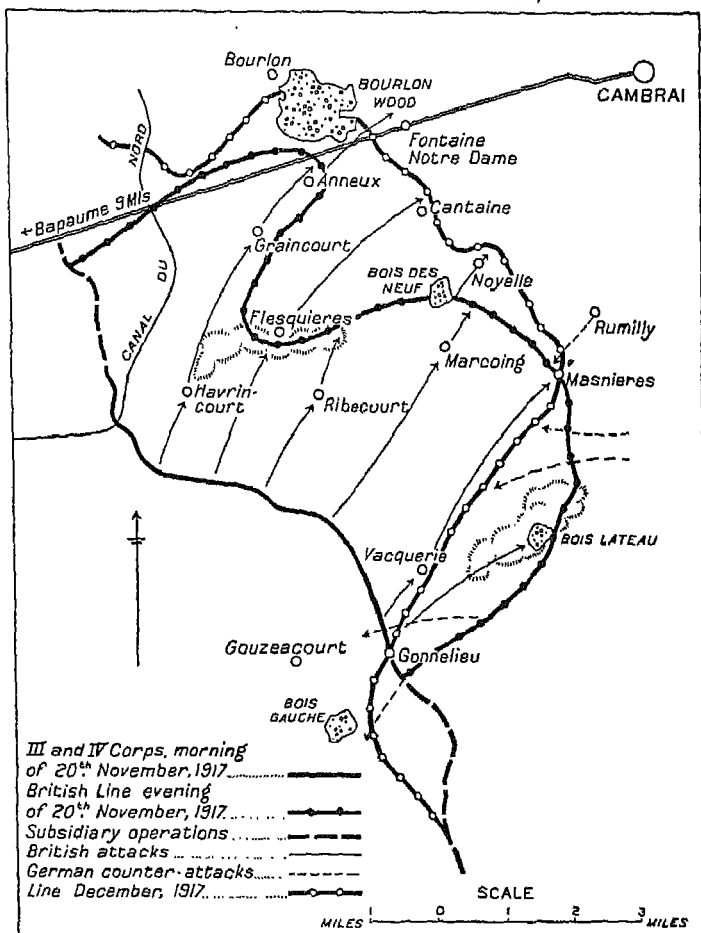 Bourlon
BOURLON
WOOD
CAMBRAI
Fontaine
Notre Dame
NORD
Anneux
Bapaume 9 Mls
Cantaine
Graincourt
BOIS DES
NEUF
Noyelle
CANAL DU
Flesquieres
Rumilly
Marcoing
Masnieres
Havrin-
court
Ribecourt
BOIS LATEAU
Vacquerie
Gouzeacourt
Gonnelieu
BOIS
GAUCHE
III and IV Corps, morning
of 20th November, 1917
British Line evening
of 20th November, 1917
Subsidiary operations
British attacks
German counter-attacks
Line December, 1917
SCALE
MILES 1 0 1 2 3 MILES